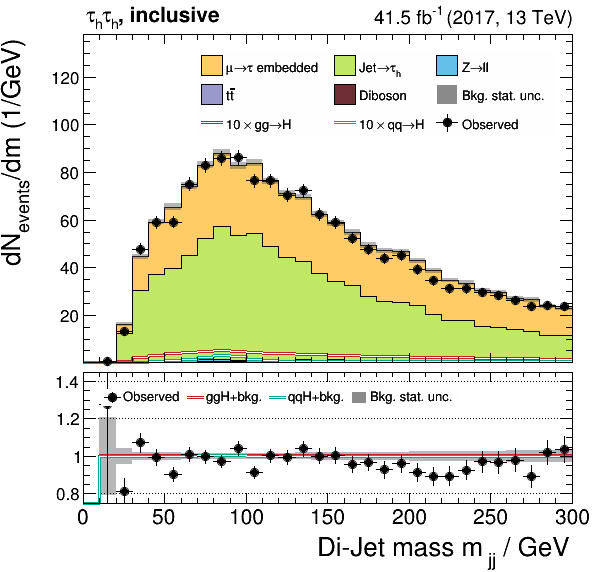 τhτh, inclusive 41.5 fb-1 (2017, 13 TeV)
dNevents/dm (1/GeV)
120
100
80
60
40
20
μ→τ embedded Jet→τh Z→ll
tt̅ Diboson Bkg. stat. unc.
10 × gg→H 10 × qq→H Observed
1.4
1.2
1
0.8
Observed ggH+bkg. qqH+bkg. Bkg. stat. unc.
0 50 100 150 200 250 300
Di-Jet mass mjj / GeV